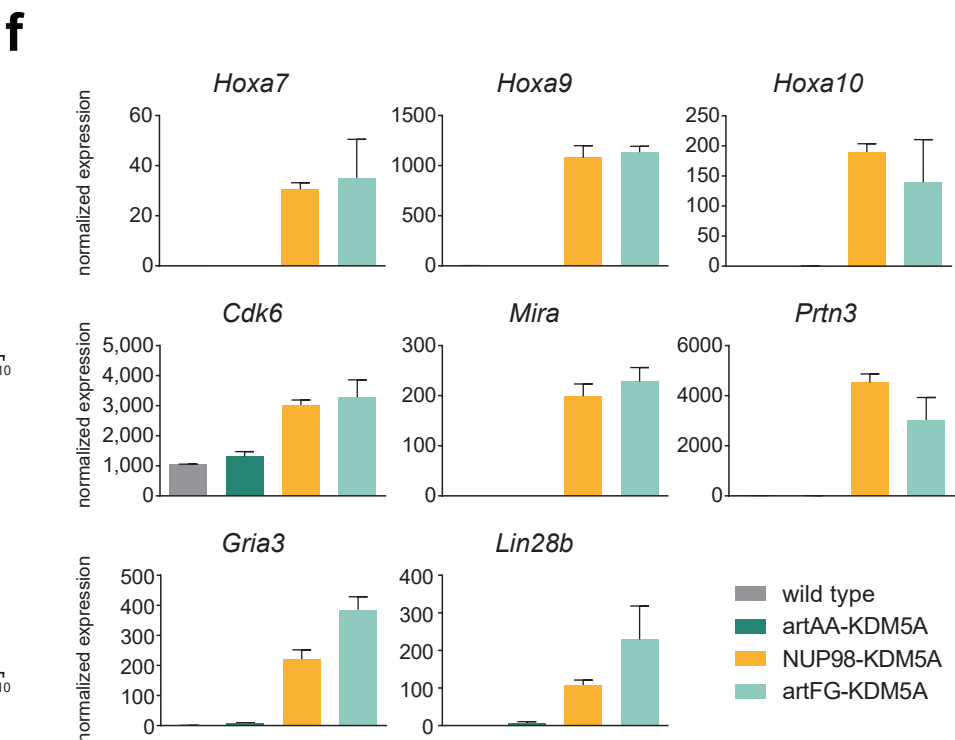 f
Hoxa7 Hoxa9 Hoxa10
normalized expression
60 1500 250
200
40 1000 150
20 500 100
50
0 0 0
Cdk6 Mira Prtn3
normalized expression
5,000 300 6000
4,000
3,000 200 4000
2,000 100 2000
1,000
0 0 0
10
Gria3 Lin28b
normalized expression
500 400
400 300
300 200
200
100 100
0 0
10
wild type
artAA-KDM5A
NUP98-KDM5A
artFG-KDM5A